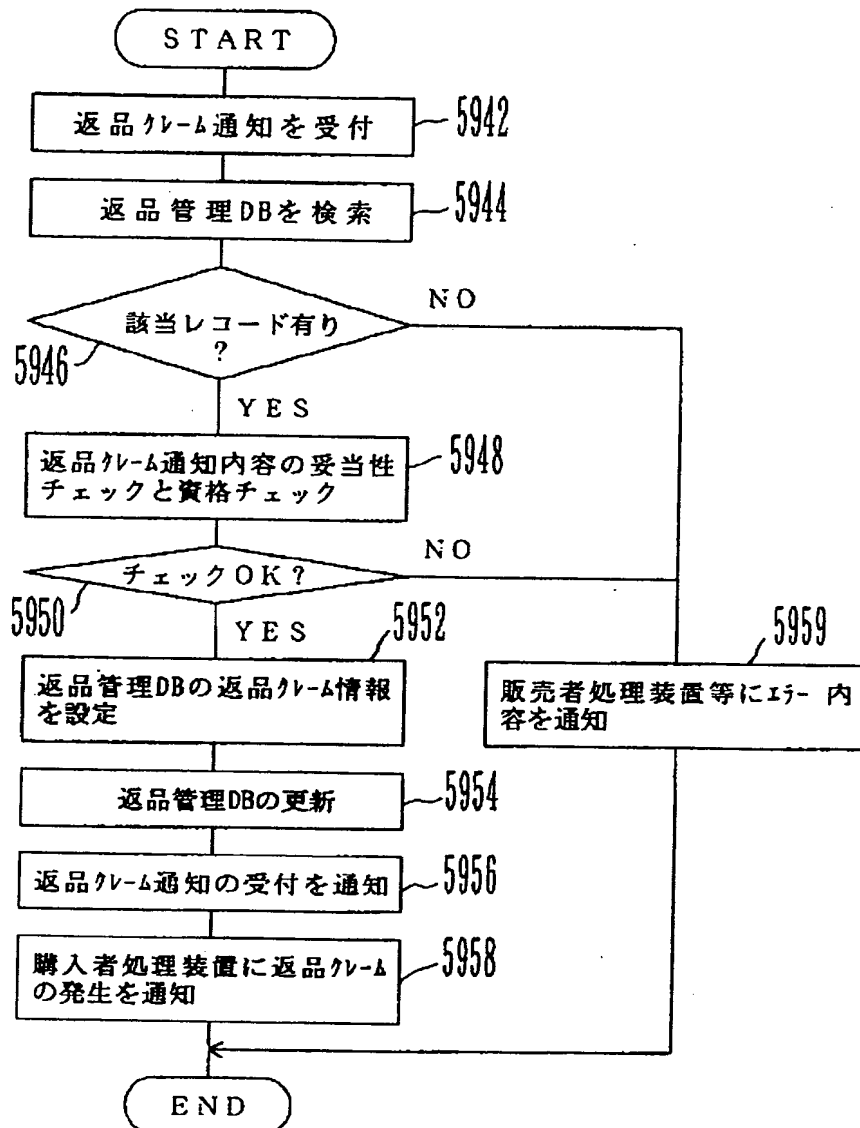 START
返品クレーム通知を受付
5942
返品管理DBを検索
5944
該当レコード有り
?
NO
5946
YES
返品クレーム通知内容の妥当性
チェックと資格チェック
5948
チェックOK?
NO
5950
YES
5952
返品管理DBの返品クレーム情報
を設定
5959
販売者処理装置等にエラー 内
容を通知
返品管理DBの更新
5954
返品クレーム通知の受付を通知
5956
購入者処理装置に返品クレーム
の発生を通知
5958
END